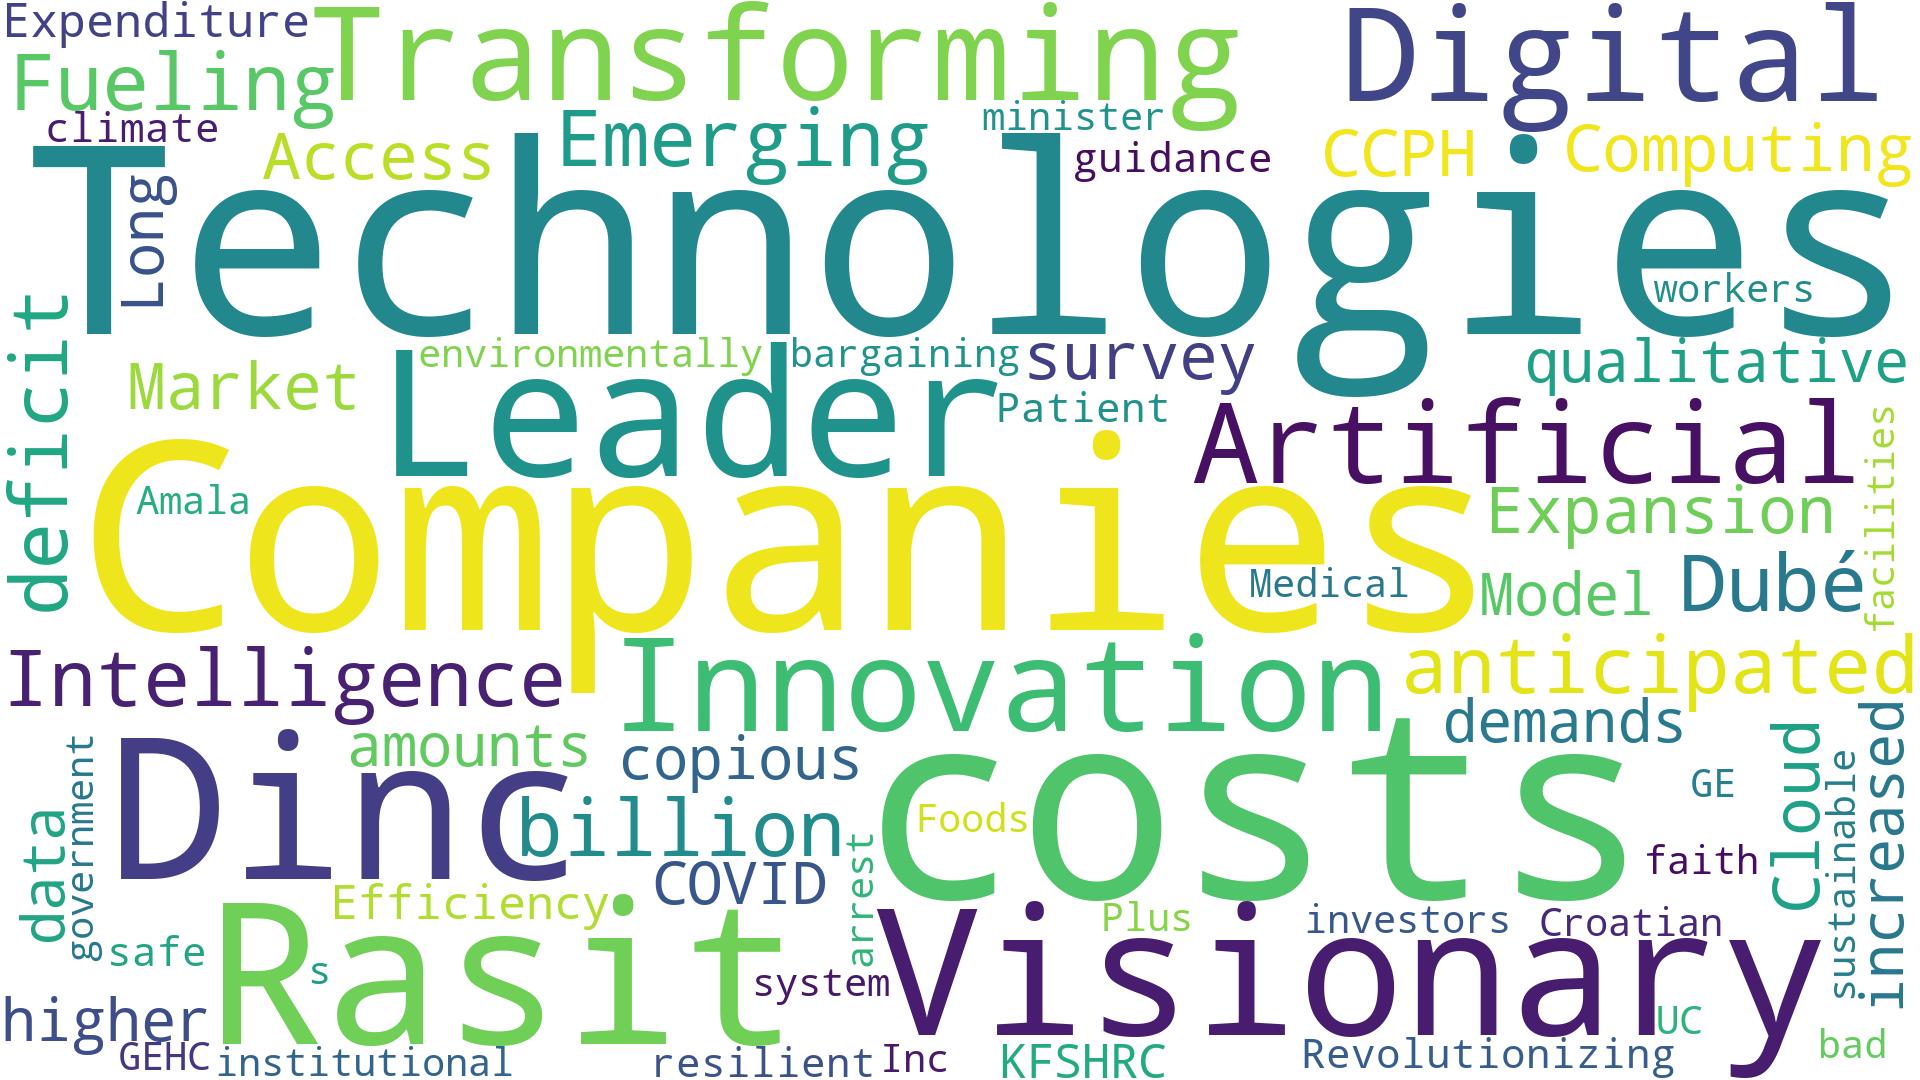 Expenditure
Transforming
Digital
Fueling
climate
Access
Emerging
minister
guidance
CCPH
Computing
Technologies
Long
workers
deficit
Market
environmentally
bargaining
survey
qualitative
Leader
Patient
Artificial
facilities
Companies
Amala
Expansion
Medical
Model
Dubé
Intelligence
Innovation
anticipated
Dinc
amounts
copious
demands
costs
GE
cloud
increased
sustainable
government
data
billion
Foods
COVID
arrest
faith
Efficiency
Rasit
Visionary
Plus
investors
Croatian
safe
s
system
higher
UC
bad
GEHC
institutional
resilient
Inc
KFSHRC
Revolutionizing